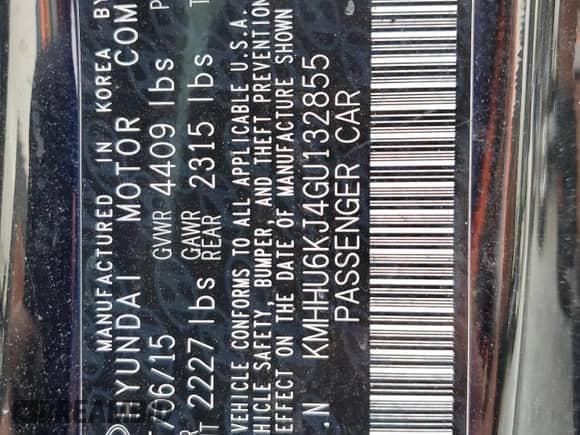 MANUFACTURED IN KOREA BY
YUNDAI MOTOR COM
/06/15 GVWR 4409 lbs P
GAWR
2227 lbs REAR 2315 lbs T
VEHICLE CONFORMS TO ALL APPLICABLE U.S.A.
HICLE SAFETY, BUMPER, AND THEFT PREVENTION
EFFECT ON THE DATE OF MANUFACTURE SHOWN
.N KMHHU6KJ4GU132855
PASSENGER CAR